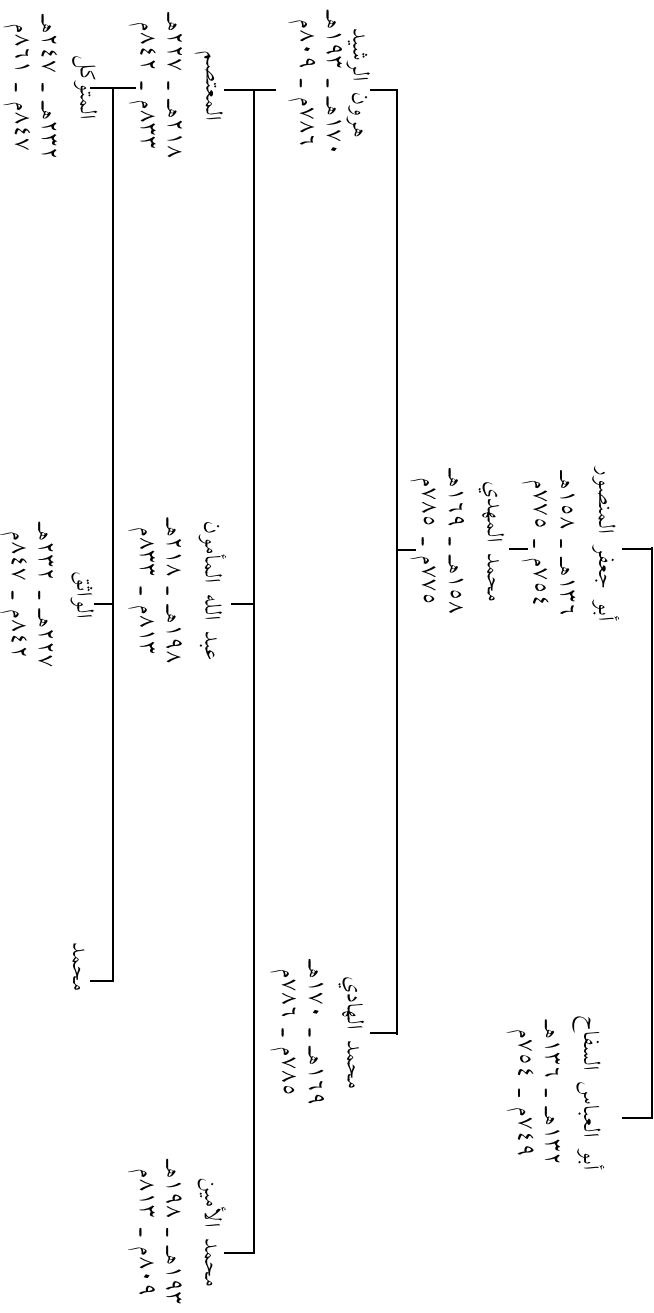 أبو العباس السفاح
١٣٢هـ - ١٣٦هـ
٧٤٩م - ٧٥٤م
أبو جعفر المنصور
١٣٦هـ - ١٥٨هـ
٧٥٤م - ٧٧٥م
محمد المهدي
١٥٨هـ - ١٦٩هـ
٧٧٥م - ٧٨٥م
محمد الهادي
١٦٩هـ - ١٧٠هـ
٧٨٥م - ٧٨٦م
هرون الرشيد
١٧٠هـ - ١٩٣هـ
٧٨٦م - ٨٠٩م
محمد الأمين
١٩٣هـ - ١٩٨هـ
٨٠٩م - ٨١٣م
عبد الله المأمون
١٩٨هـ - ٢١٨هـ
٨١٣م - ٨٣٣م
المعتصم
٢١٨هـ - ٢٢٧هـ
٨٣٣م - ٨٤٢م
محمد
الواثق
٢٢٧هـ - ٢٣٢هـ
٨٤٢م - ٨٤٧م
المتوكل
٢٣٢هـ - ٢٤٧هـ
٨٤٧م - ٨٦١م